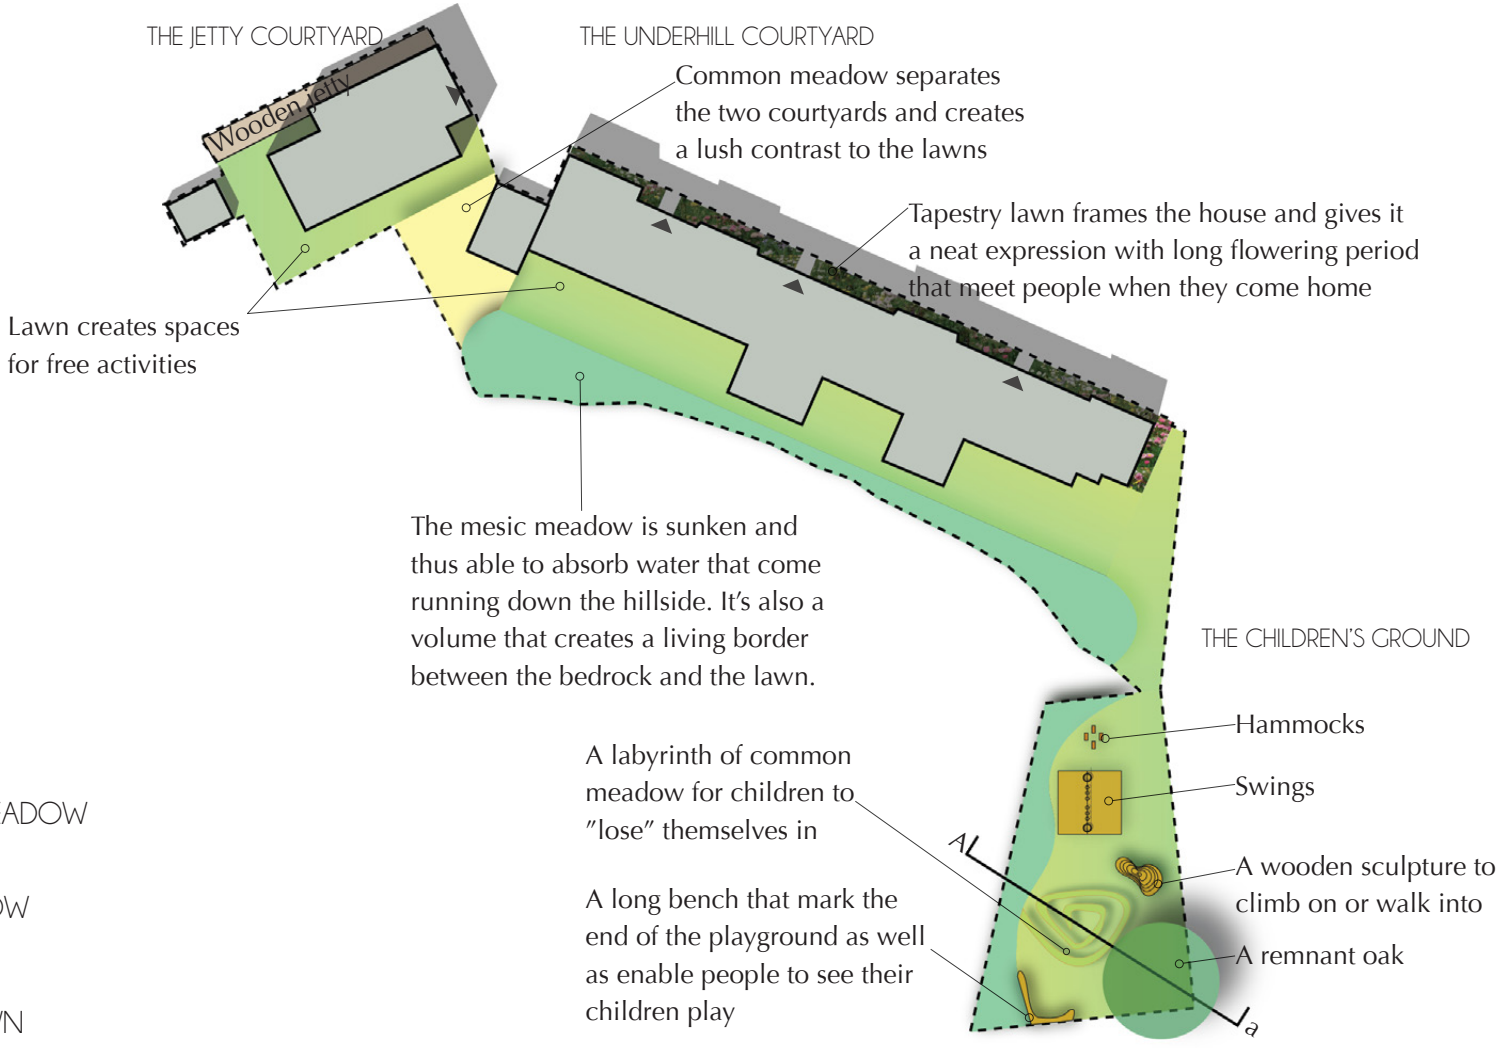 THE JETTY COURTYARD
THE UNDERHILL COURTYARD
Common meadow separates
the two courtyards and creates
a lush contrast to the lawns
Wooden jetty
Tapestry lawn frames the house and gives it
a neat expression with long flowering period
that meet people when they come home
Lawn creates spaces
for free activities
The mesic meadow is sunken and
thus able to absorb water that come
running down the hillside. It's also a
volume that creates a living border
between the bedrock and the lawn.
THE CHILDREN'S GROUND
Hammocks
Swings
A labyrinth of common
meadow for children to
”lose” themselves in
A
A wooden sculpture to
climb on or walk into
A long bench that mark the
end of the playground as well
as enable people to see their
children play
A remnant oak
a
EADOW
OW
WN